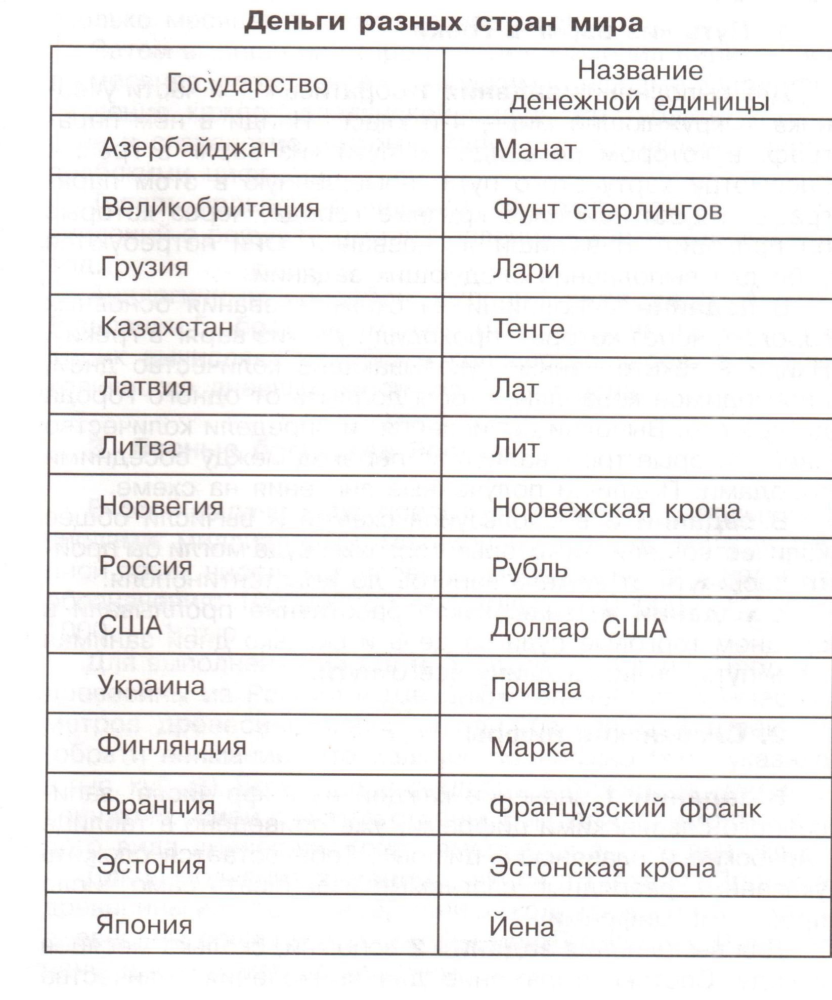 Деньги разных стран мира
Государство
Название
денежной единицы
Азербайджан Манат
Великобритания Фунт стерлингов
Грузия Лари
Казахстан Тенге
Латвия Лат
Литва Лит
Норвегия Норвежская крона
Россия Рубль
США Доллар США
Украина Гривна
Финляндия Марка
Франция Французский франк
Эстония Эстонская крона
Япония Йена